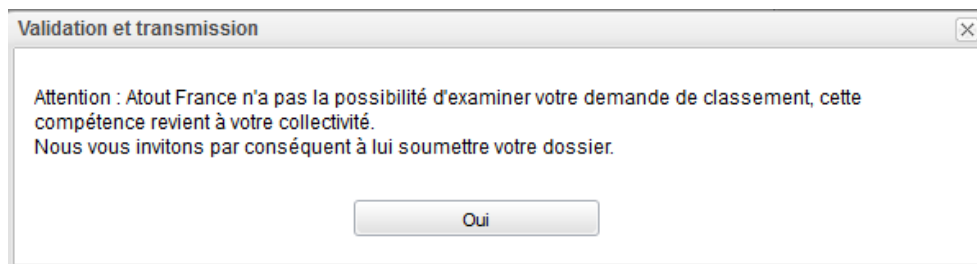 Validation et transmission
Attention : Atout France n'a pas la possibilité d'examiner votre demande de classement, cette
compétence revient à votre collectivité.
Nous vous invitons par conséquent à lui soumettre votre dossier.
Oui